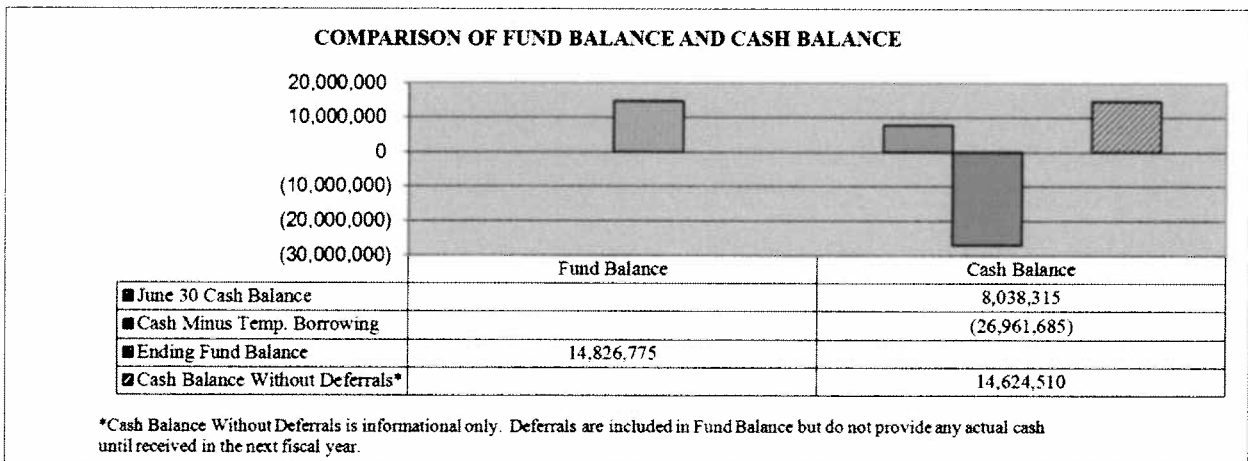 COMPARISON OF FUND BALANCE AND CASH BALANCE
20,000,000
10,000,000
0
(10,000,000)
(20,000,000)
(30,000,000)
Fund Balance Cash Balance
June 30 Cash Balance 8,038,315
Cash Minus Temp. Borrowing (26,961,685)
Ending Fund Balance 14,826,775
Cash Balance Without Deferrals* 14,624,510
*Cash Balance Without Deferrals is informational only. Deferrals are included in Fund Balance but do not provide any actual cash
until received in the next fiscal year.